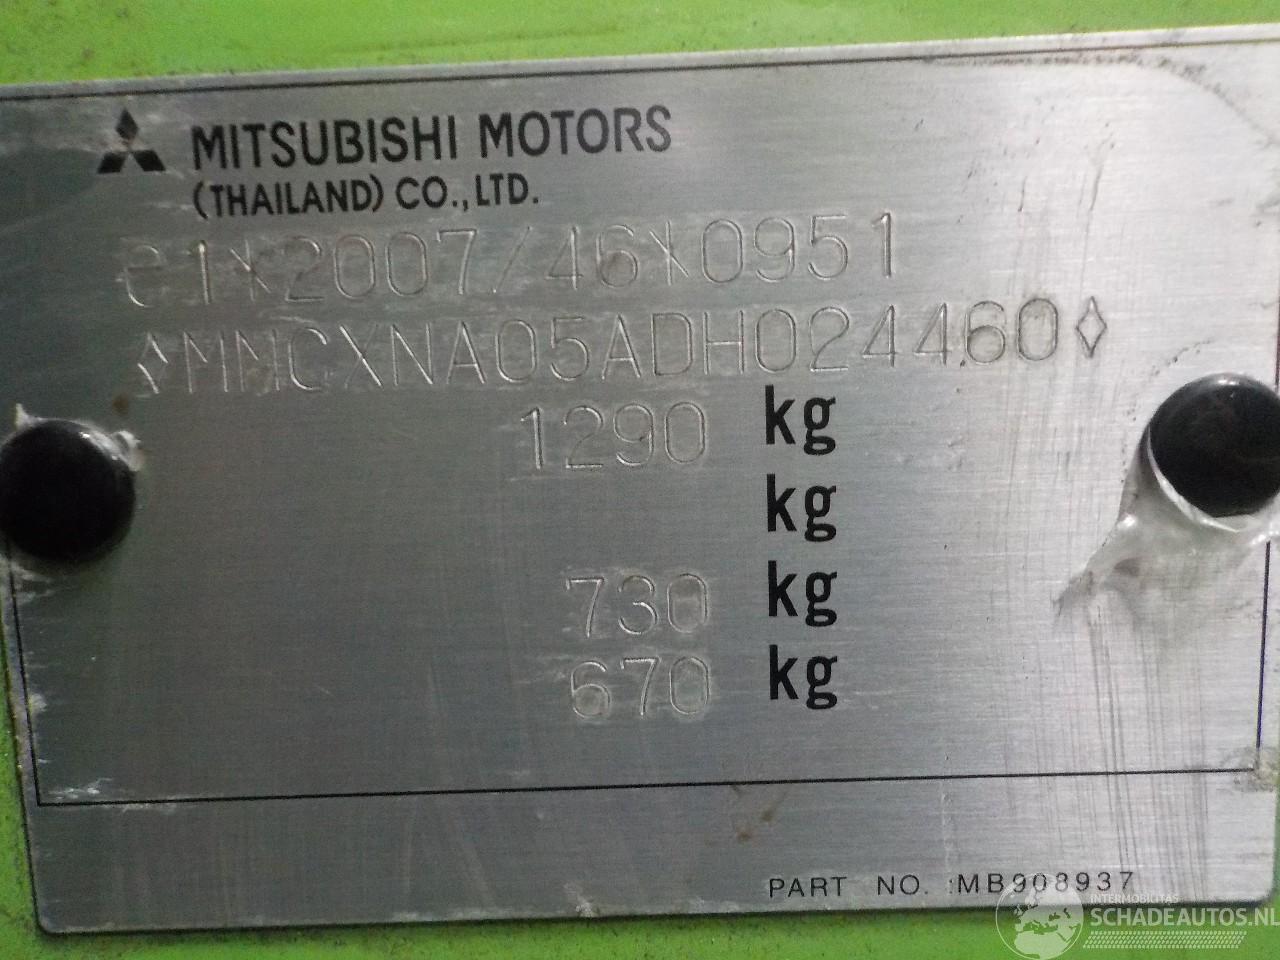 MITSUBISHI MOTORS
(THAILAND) CO., LTD.
e1*2007/46*0951
◊MMCXNA05ADH024460◊
1290 kg
kg
730 kg
670 kg
PART NO. :MB908937
INTERMOBILITAS
SCHADEAUTOS.NL